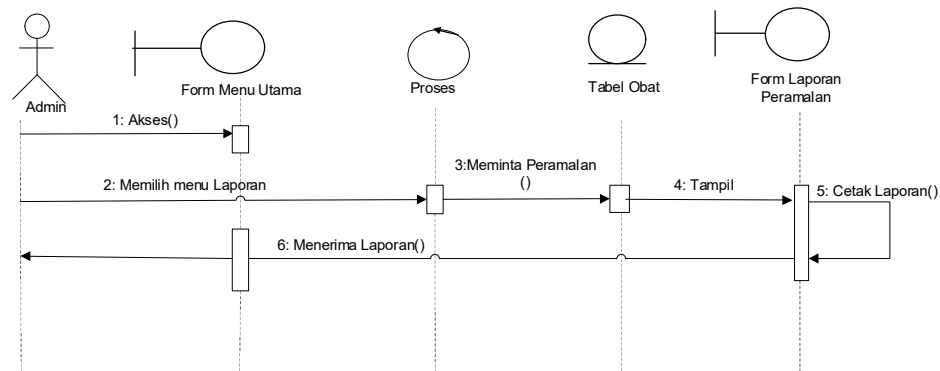 Admin
Form Menu Utama
Proses
Tabel Obat
Form Laporan
Peramalan
1: Akses()
2: Memilih menu Laporan
3:Meminta Peramalan
()
4: Tampil
5: Cetak Laporan()
6: Menerima Laporan()